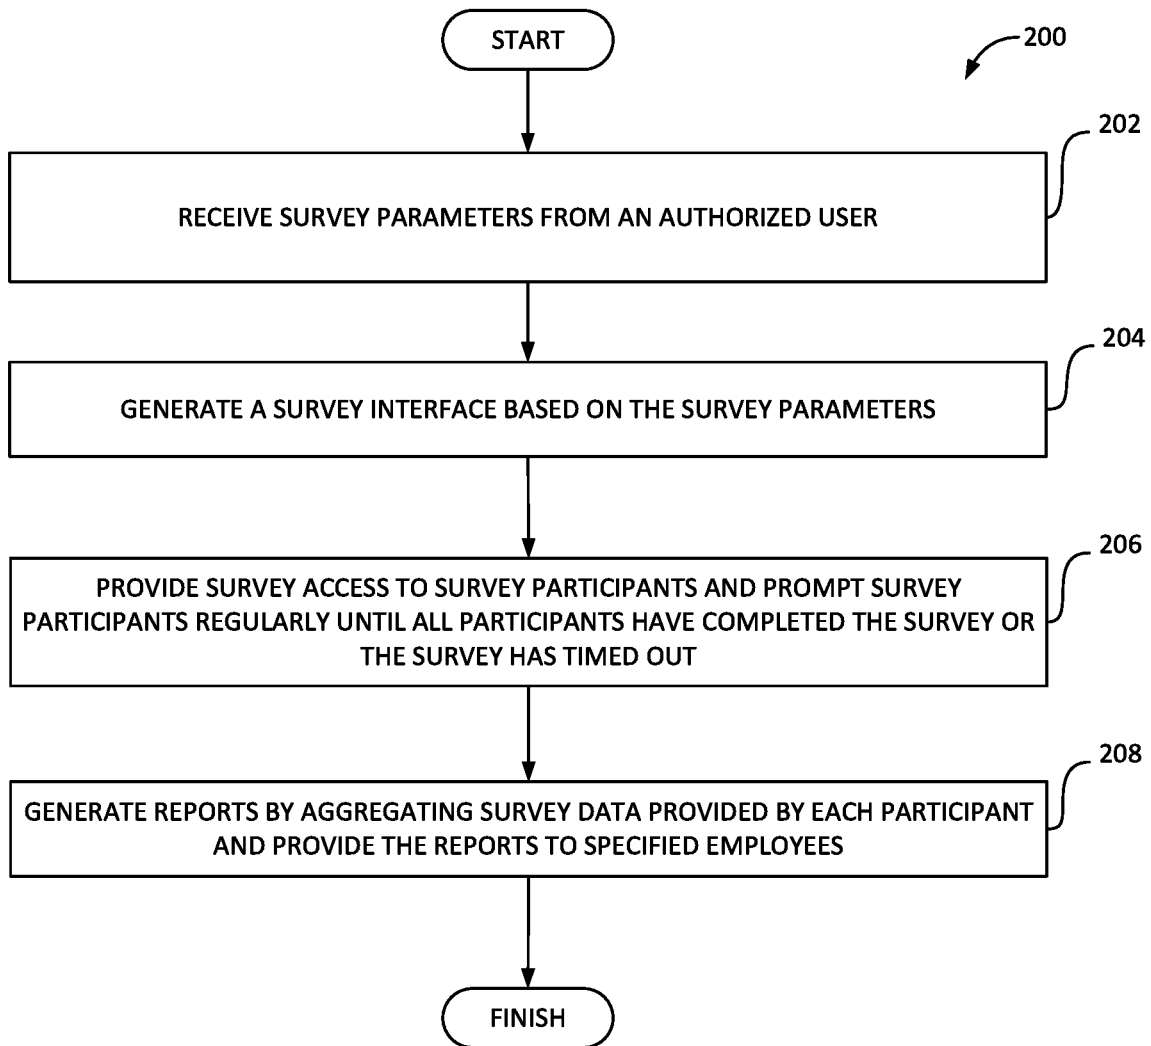 START
200
202
RECEIVE SURVEY PARAMETERS FROM AN AUTHORIZED USER
204
GENERATE A SURVEY INTERFACE BASED ON THE SURVEY PARAMETERS
206
PROVIDE SURVEY ACCESS TO SURVEY PARTICIPANTS AND PROMPT SURVEY
PARTICIPANTS REGULARLY UNTIL ALL PARTICIPANTS HAVE COMPLETED THE SURVEY OR
THE SURVEY HAS TIMED OUT
208
GENERATE REPORTS BY AGGREGATING SURVEY DATA PROVIDED BY EACH PARTICIPANT
AND PROVIDE THE REPORTS TO SPECIFIED EMPLOYEES
FINISH